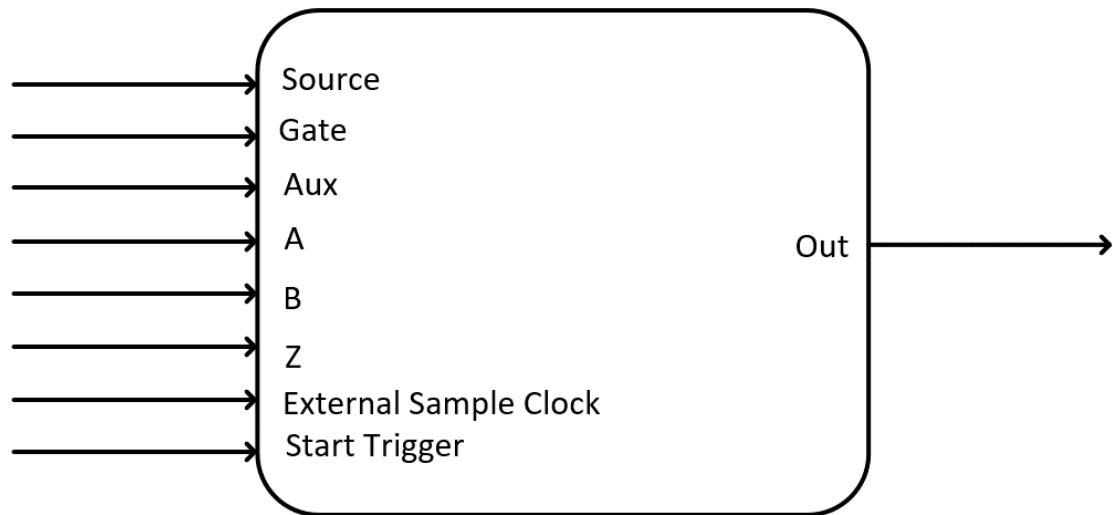 Source
Gate
Aux
A
B
Z
External Sample Clock
Start Trigger
Out